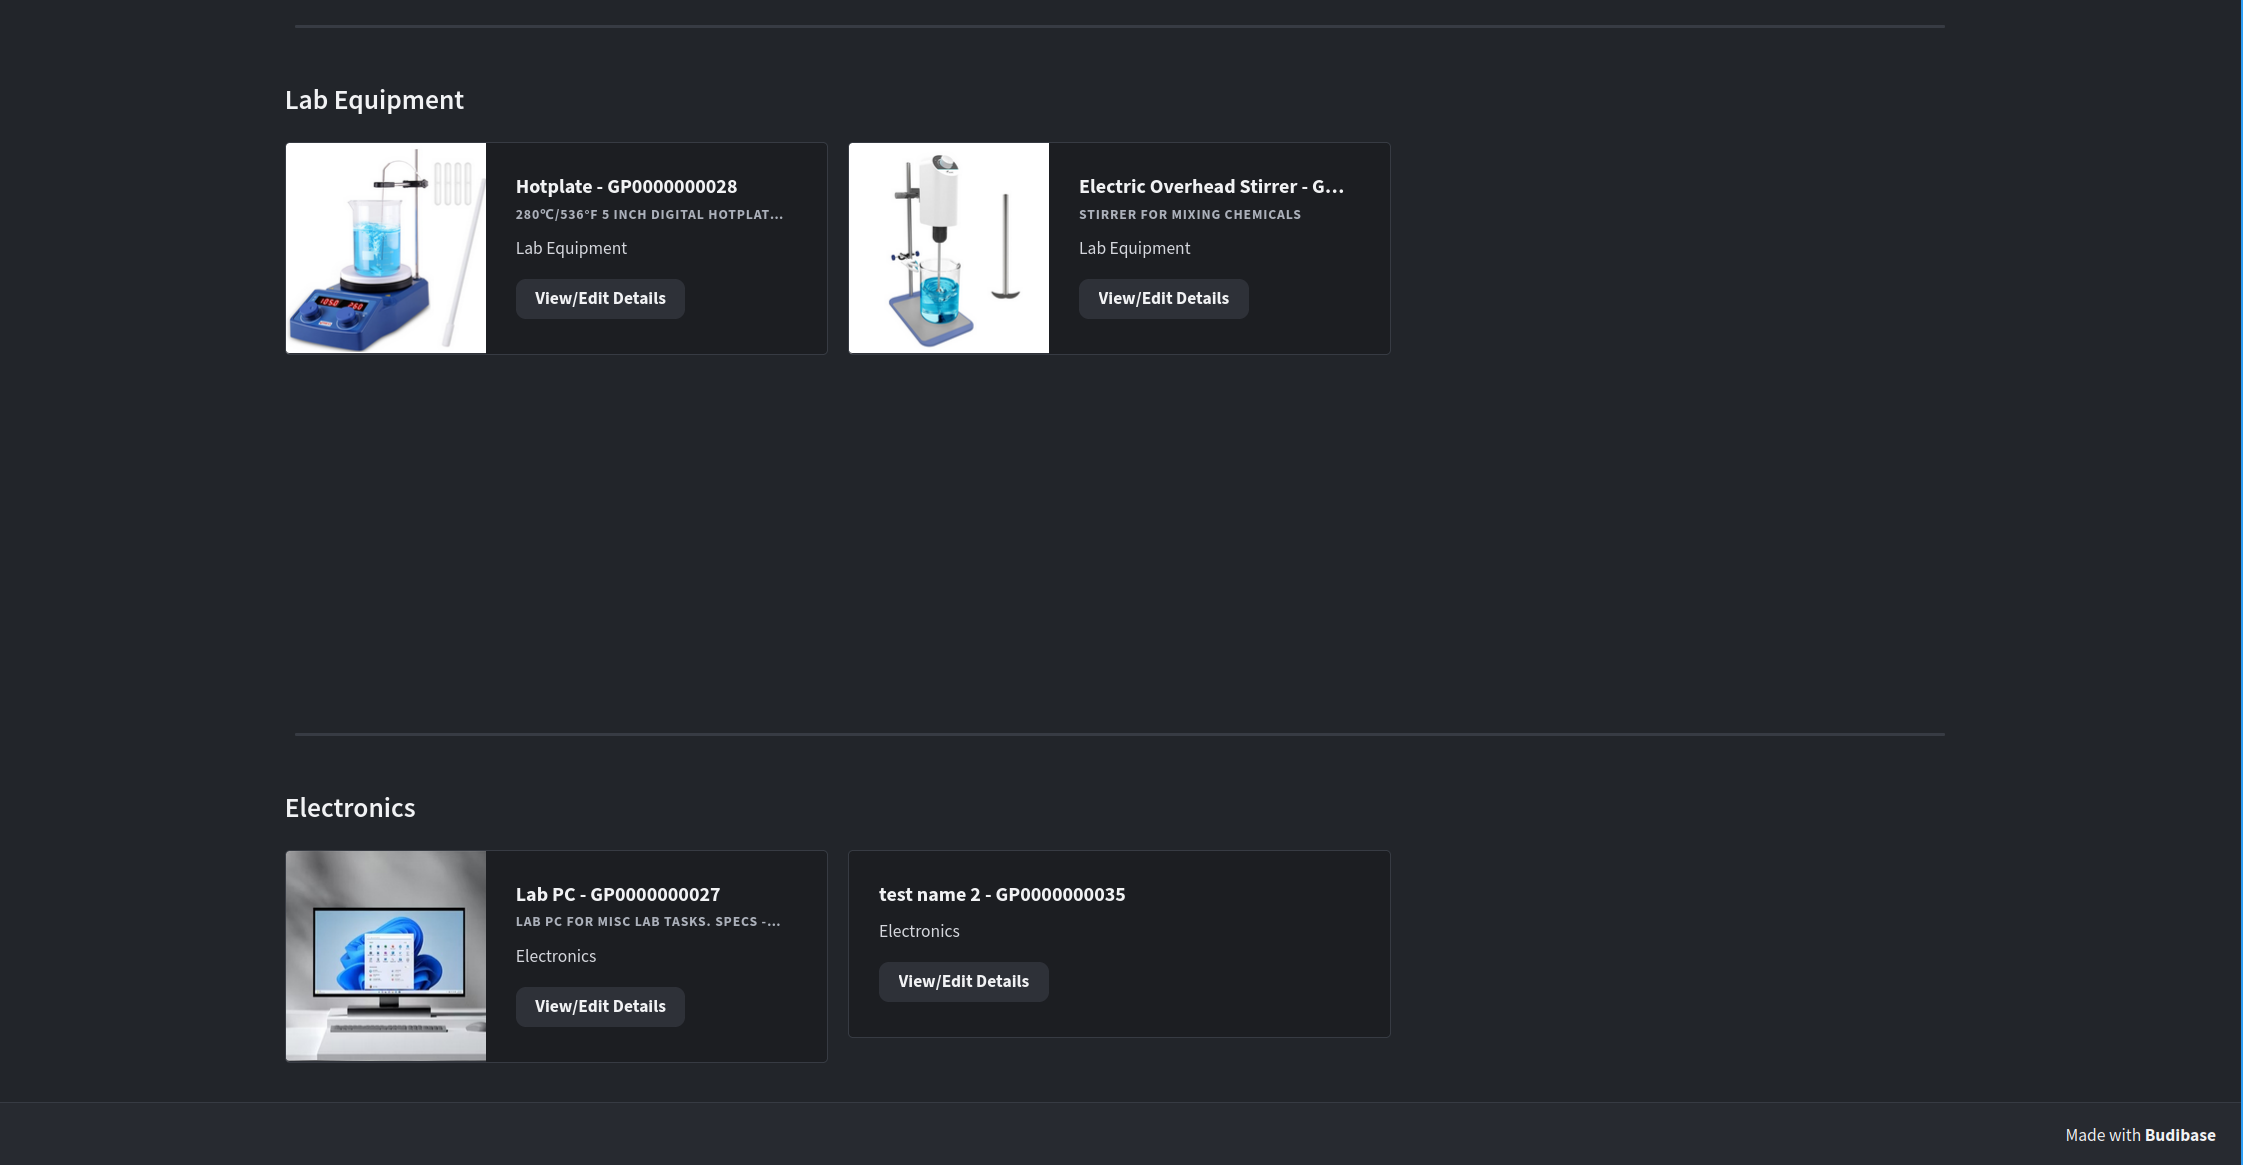 Lab Equipment
Hotplate - GP0000000028
280℃/536°F 5 INCH DIGITAL HOTPLAT...
Lab Equipment
View/Edit Details
Electric Overhead Stirrer - G...
STIRRER FOR MIXING CHEMICALS
Lab Equipment
View/Edit Details
Electronics
Lab PC - GP0000000027
LAB PC FOR MISC LAB TASKS. SPECS -...
Electronics
View/Edit Details
test name 2 - GP0000000035
Electronics
View/Edit Details
Made with Budibase